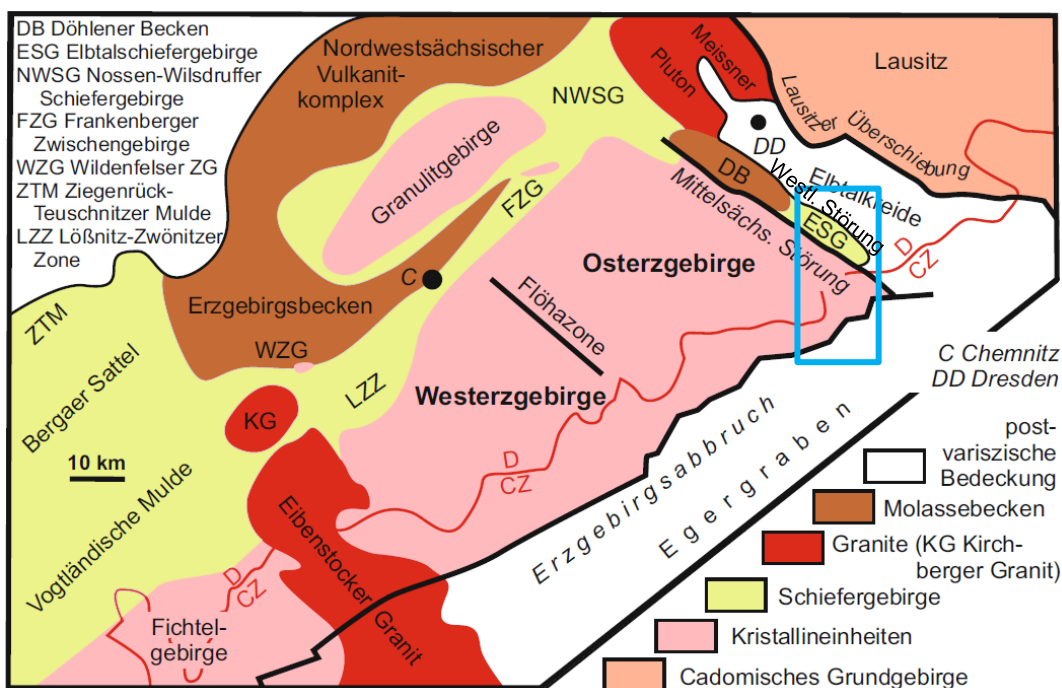 DB Döhlener Becken
ESG Elbtalschiefergebirge
NWSG Nossen-Wilsdruffer
Schiefergebirge
FZG Frankenberger
Zwischengebirge
WZG Wildenfelser ZG
ZTM Ziegenrück-
Teuschnitzer Mulde
LZZ Lößnitz-Zwönitzer
Zone
Nordwestsächsischer
Vulkanit-
komplex
NWSG
Meissner
Pluton
Lausitz
Lausitzer Überschiebung
DD
DB
Elbtalkreide
Westl. Störung
ESG
Mittelsächs. Störung
D
CZ
Granulitgebirge
FZG
C
Erzgebirgsbecken
Osterzgebirge
Flöhazone
ZTM
WZG
LZZ
Westerzgebirge
Bergaer Sattel
KG
10 km
D
CZ
Vogtländische Mulde
Eibenstocker
Granit
D
CZ
Fichtel-
gebirge
Erzgebirgsabbruch
Egergraben
C Chemnitz
DD Dresden
post-
variszische
Bedeckung
Molassebecken
Granite (KG Kirch-
berger Granit)
Schiefergebirge
Kristallineinheiten
Cadomisches Grundgebirge